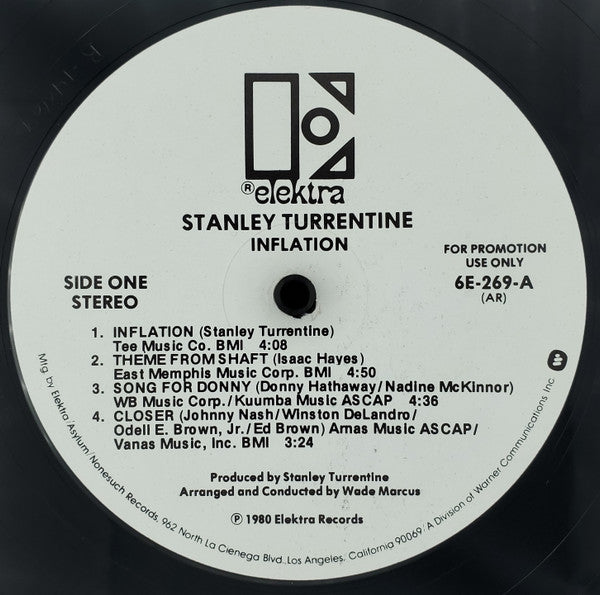 ®elektra
STANLEY TURRENTINE
INFLATION
FOR PROMOTION
USE ONLY
SIDE ONE
STEREO
6E-269-A
(AR)
1. INFLATION (Stanley Turrentine)
Tee Music Co. BMI 4:08
2. THEME FROM SHAFT (Isaac Hayes)
East Memphis Music Corp. BMI 4:50
3. SONG FOR DONNY (Donny Hathaway/Nadine McKinnor)
WB Music Corp./Kuumba Music ASCAP 4:36
4. CLOSER (Johnny Nash/Winston DeLandro/
Odell E. Brown, Jr./Ed Brown) Amas Music ASCAP/
Vanas Music, Inc. BMI 3:24
Produced by Stanley Turrentine
Arranged and Conducted by Wade Marcus
℗ 1980 Elektra Records
Mfg. by Elektra/Asylum/Nonesuch Records, 962 North La Cienega Blvd., Los Angeles, California 90069/A Division of Warner Communications Inc.